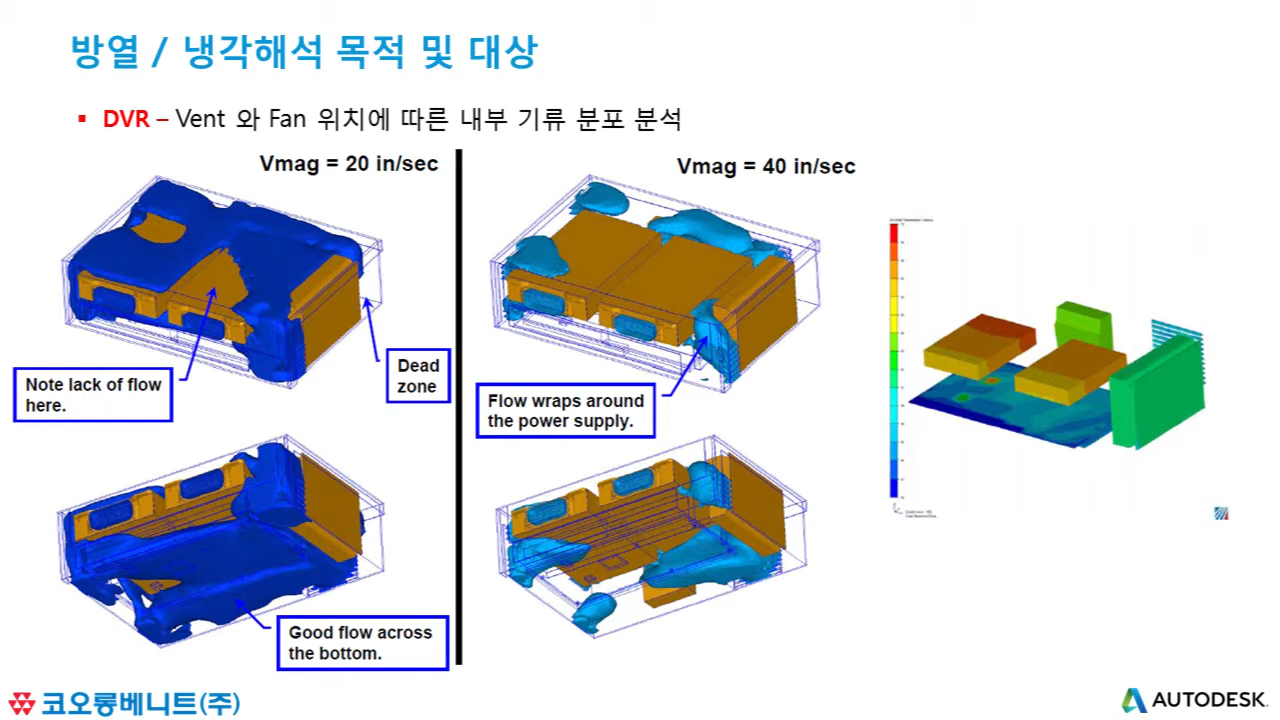 방열 / 냉각해석 목적 및 대상
▪ DVR – Vent 와 Fan 위치에 따른 내부 기류 분포 분석
Vmag = 20 in/sec
Vmag = 40 in/sec
Note lack of flow
here.
Dead
zone
Flow wraps around
the power supply.
Good flow across
the bottom.
코오롱베니트(주)
AUTODESK.